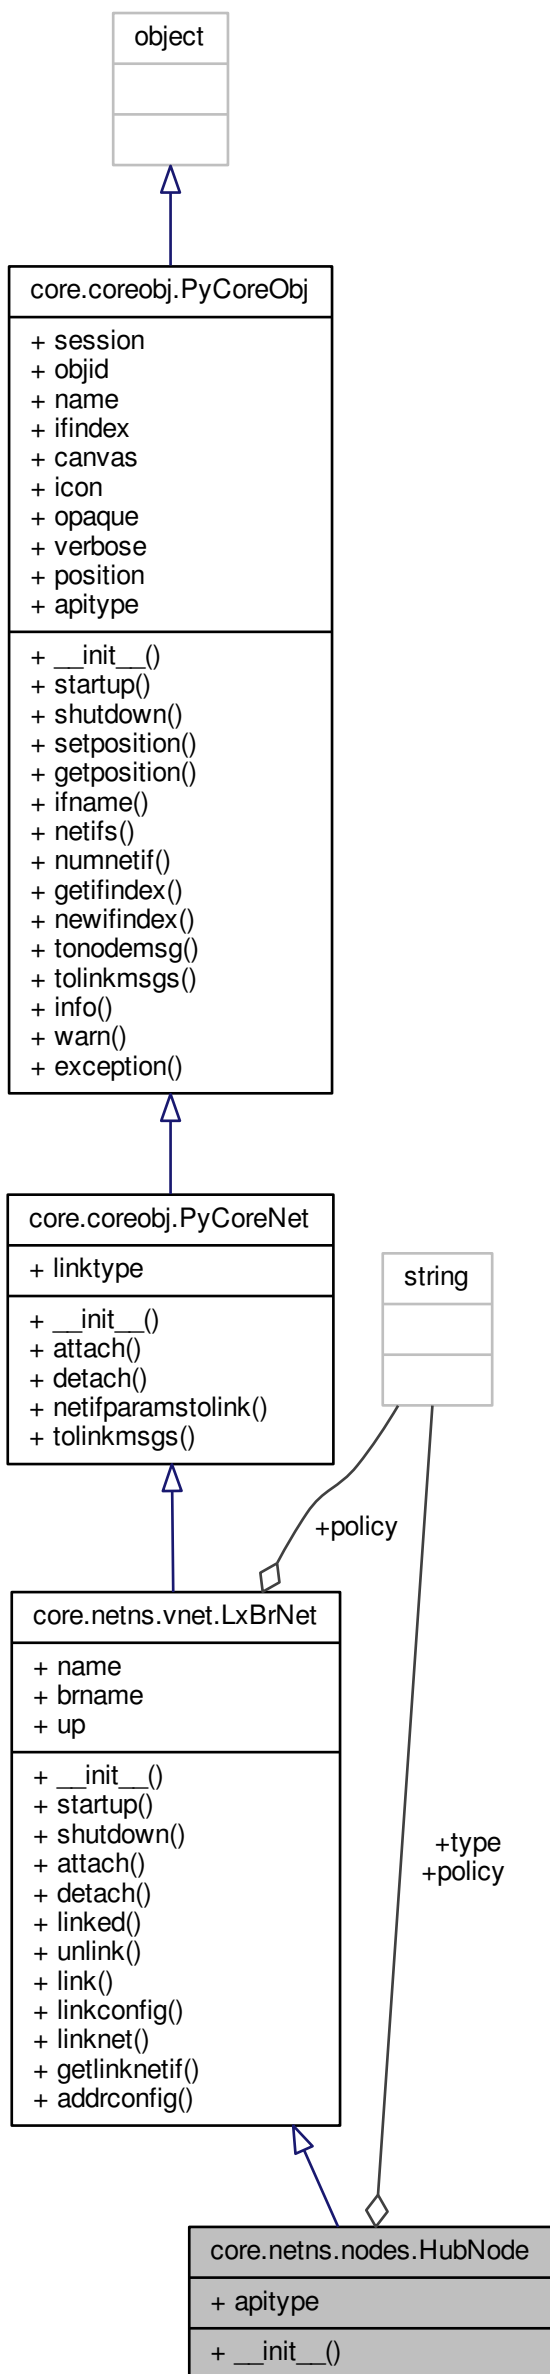 object
core.coreobj.PyCoreObj
+ session
+ objid
+ name
+ ifindex
+ canvas
+ icon
+ opaque
+ verbose
+ position
+ apitype
+ __init__()
+ startup()
+ shutdown()
+ setposition()
+ getposition()
+ ifname()
+ netifs()
+ numnetif()
+ getifindex()
+ newifindex()
+ tonodemsg()
+ tolinkmsgs()
+ info()
+ warn()
+ exception()
core.coreobj.PyCoreNet
+ linktype
+ __init__()
+ attach()
+ detach()
+ netifparamstolink()
+ tolinkmsgs()
string
+policy
core.netns.vnet.LxBrNet
+ name
+ brname
+ up
+ __init__()
+ startup()
+ shutdown()
+ attach()
+ detach()
+ linked()
+ unlink()
+ link()
+ linkconfig()
+ linknet()
+ getlinknetif()
+ addrconfig()
+type
+policy
core.netns.nodes.HubNode
+ apitype
+ __init__()